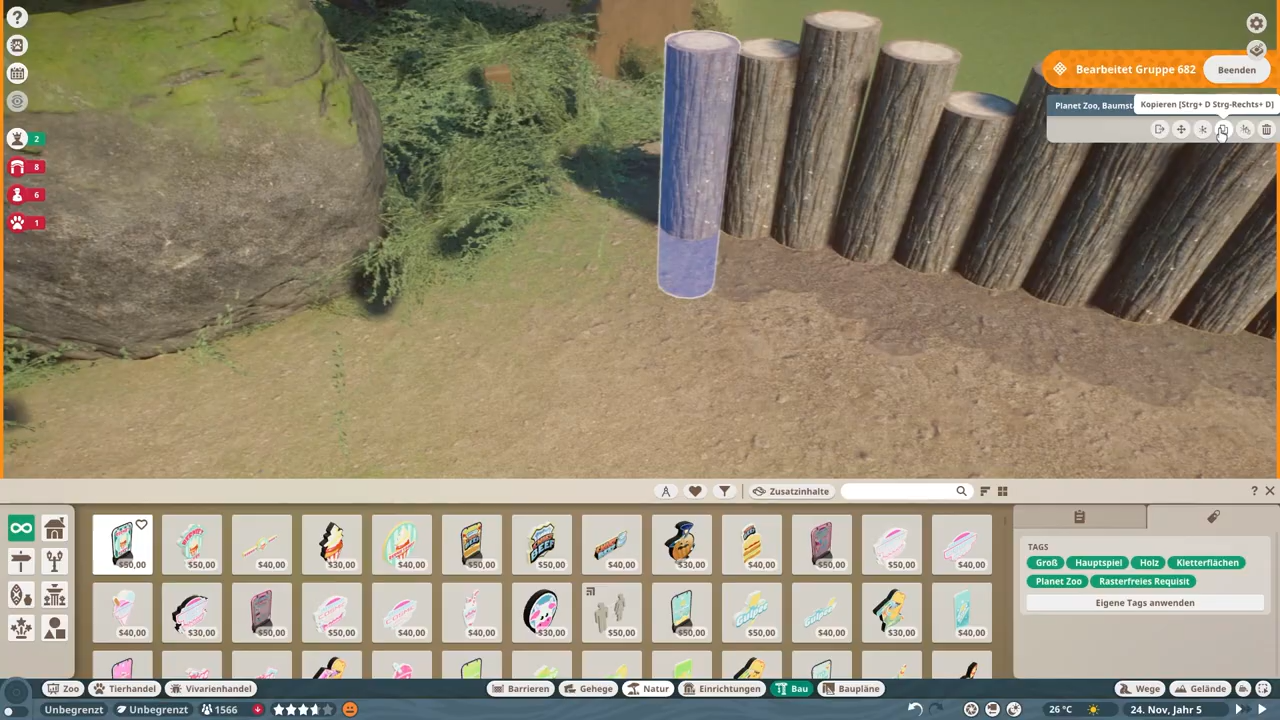 ?
Bearbeitet Gruppe 682
Beenden
Planet Zoo, Baumst
Kopieren [Strg+ D Strg-Rechts+ D]
2
8
6
1
Zusatzinhalte
?
$50,00 $50,00 $40,00 $30,00 $40,00 $50,00 $50,00 $40,00 $30,00 $40,00 $50,00 $50,00 $40,00
TAGS
Groß Hauptspiel Holz Kletterflächen
Planet Zoo Rasterfreies Requisit
Eigene Tags anwenden
$40,00 $30,00 $50,00 $50,00 $40,00 $40,00 $30,00 $50,00 $50,00 $50,00 $40,00 $30,00 $40,00
Zoo Tierhandel Vivarienhandel Barrieren Gehege Natur Einrichtungen Bau Baupläne Wege Gelände
Unbegrenzt Unbegrenzt 1566 26 °C 24. Nov, Jahr 5